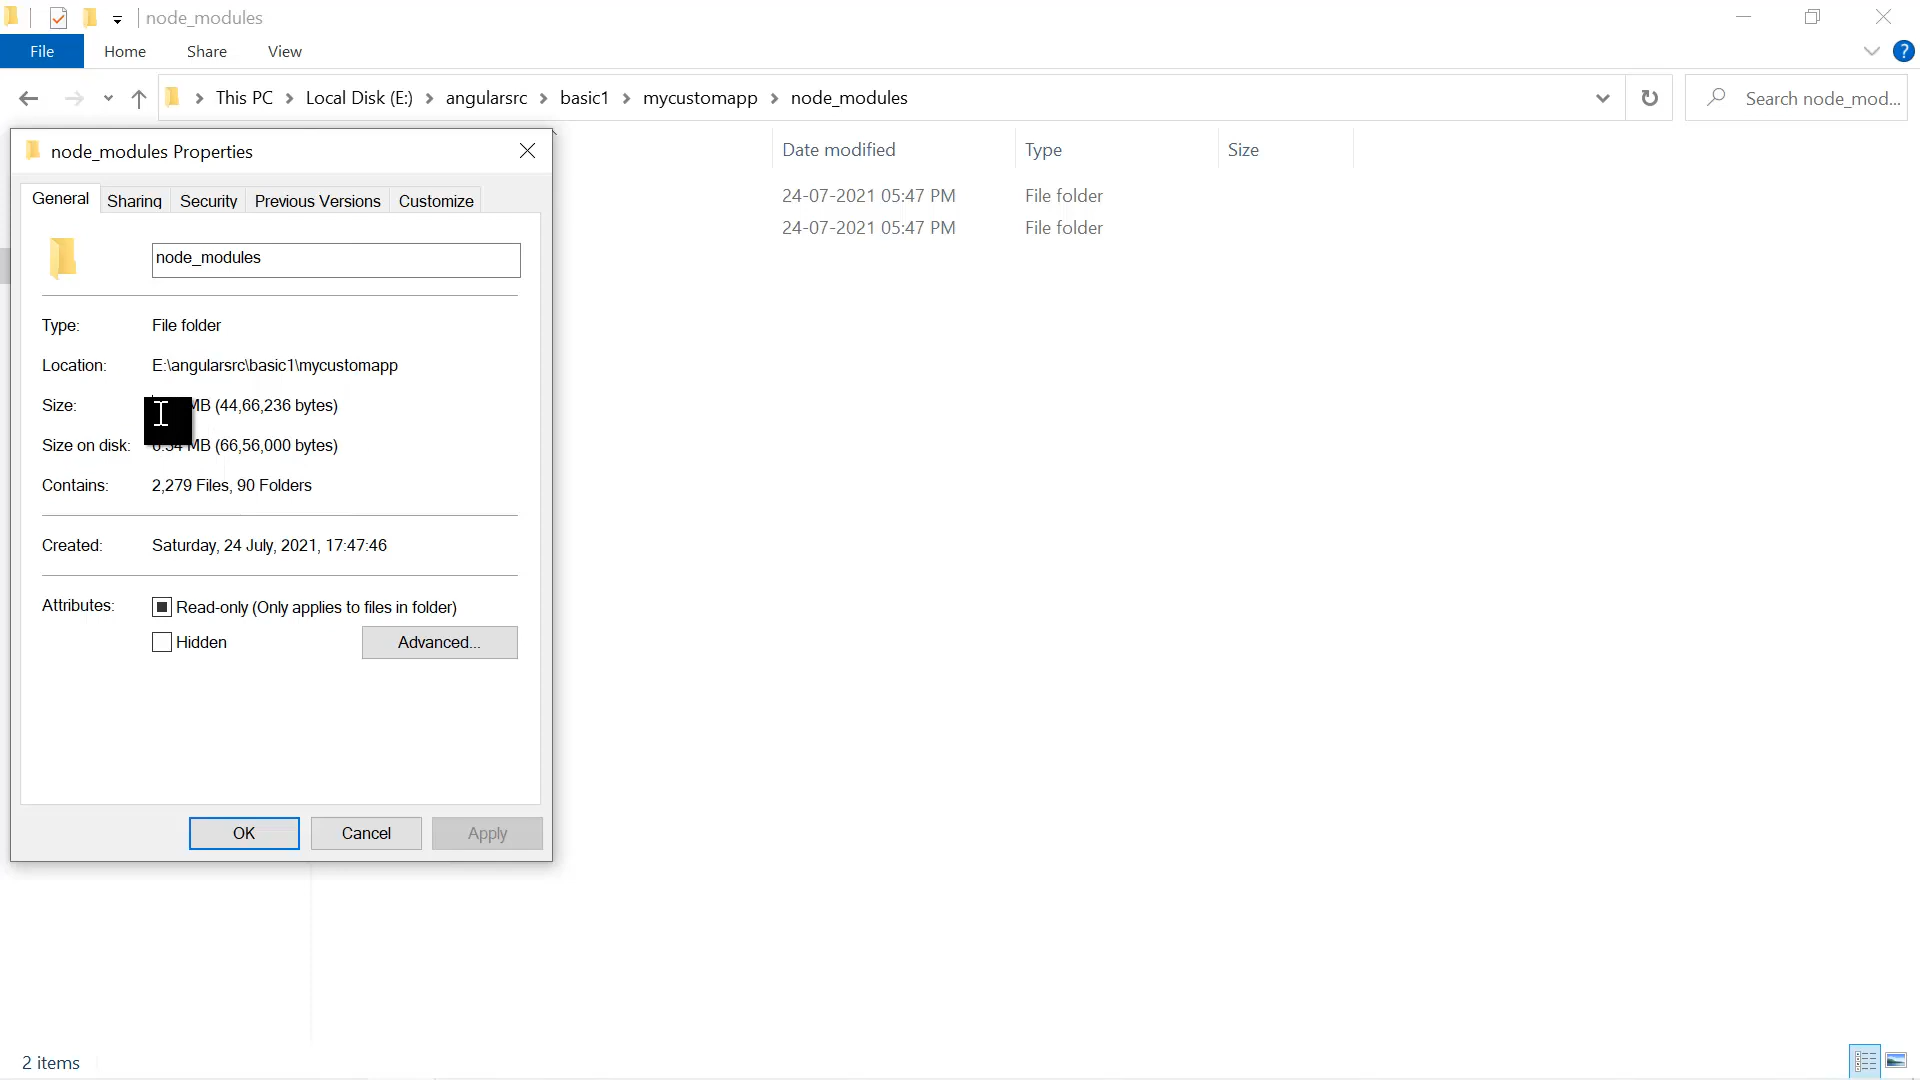 node_modules
File Home Share View
This PC Local Disk (E:) angularsrc basic1 mycustomapp node_modules
Search node_mod...
node_modules Properties
General Sharing Security Previous Versions Customize
node_modules
Type: File folder
Location: E:\angularsrc\basic1\mycustomapp
Size: MB (44,66,236 bytes)
Size on disk: 6.34 MB (66,56,000 bytes)
Contains: 2,279 Files, 90 Folders
Created: Saturday, 24 July, 2021, 17:47:46
Attributes: Read-only (Only applies to files in folder)
Hidden Advanced...
OK Cancel Apply
Date modified Type Size
24-07-2021 05:47 PM File folder
24-07-2021 05:47 PM File folder
2 items